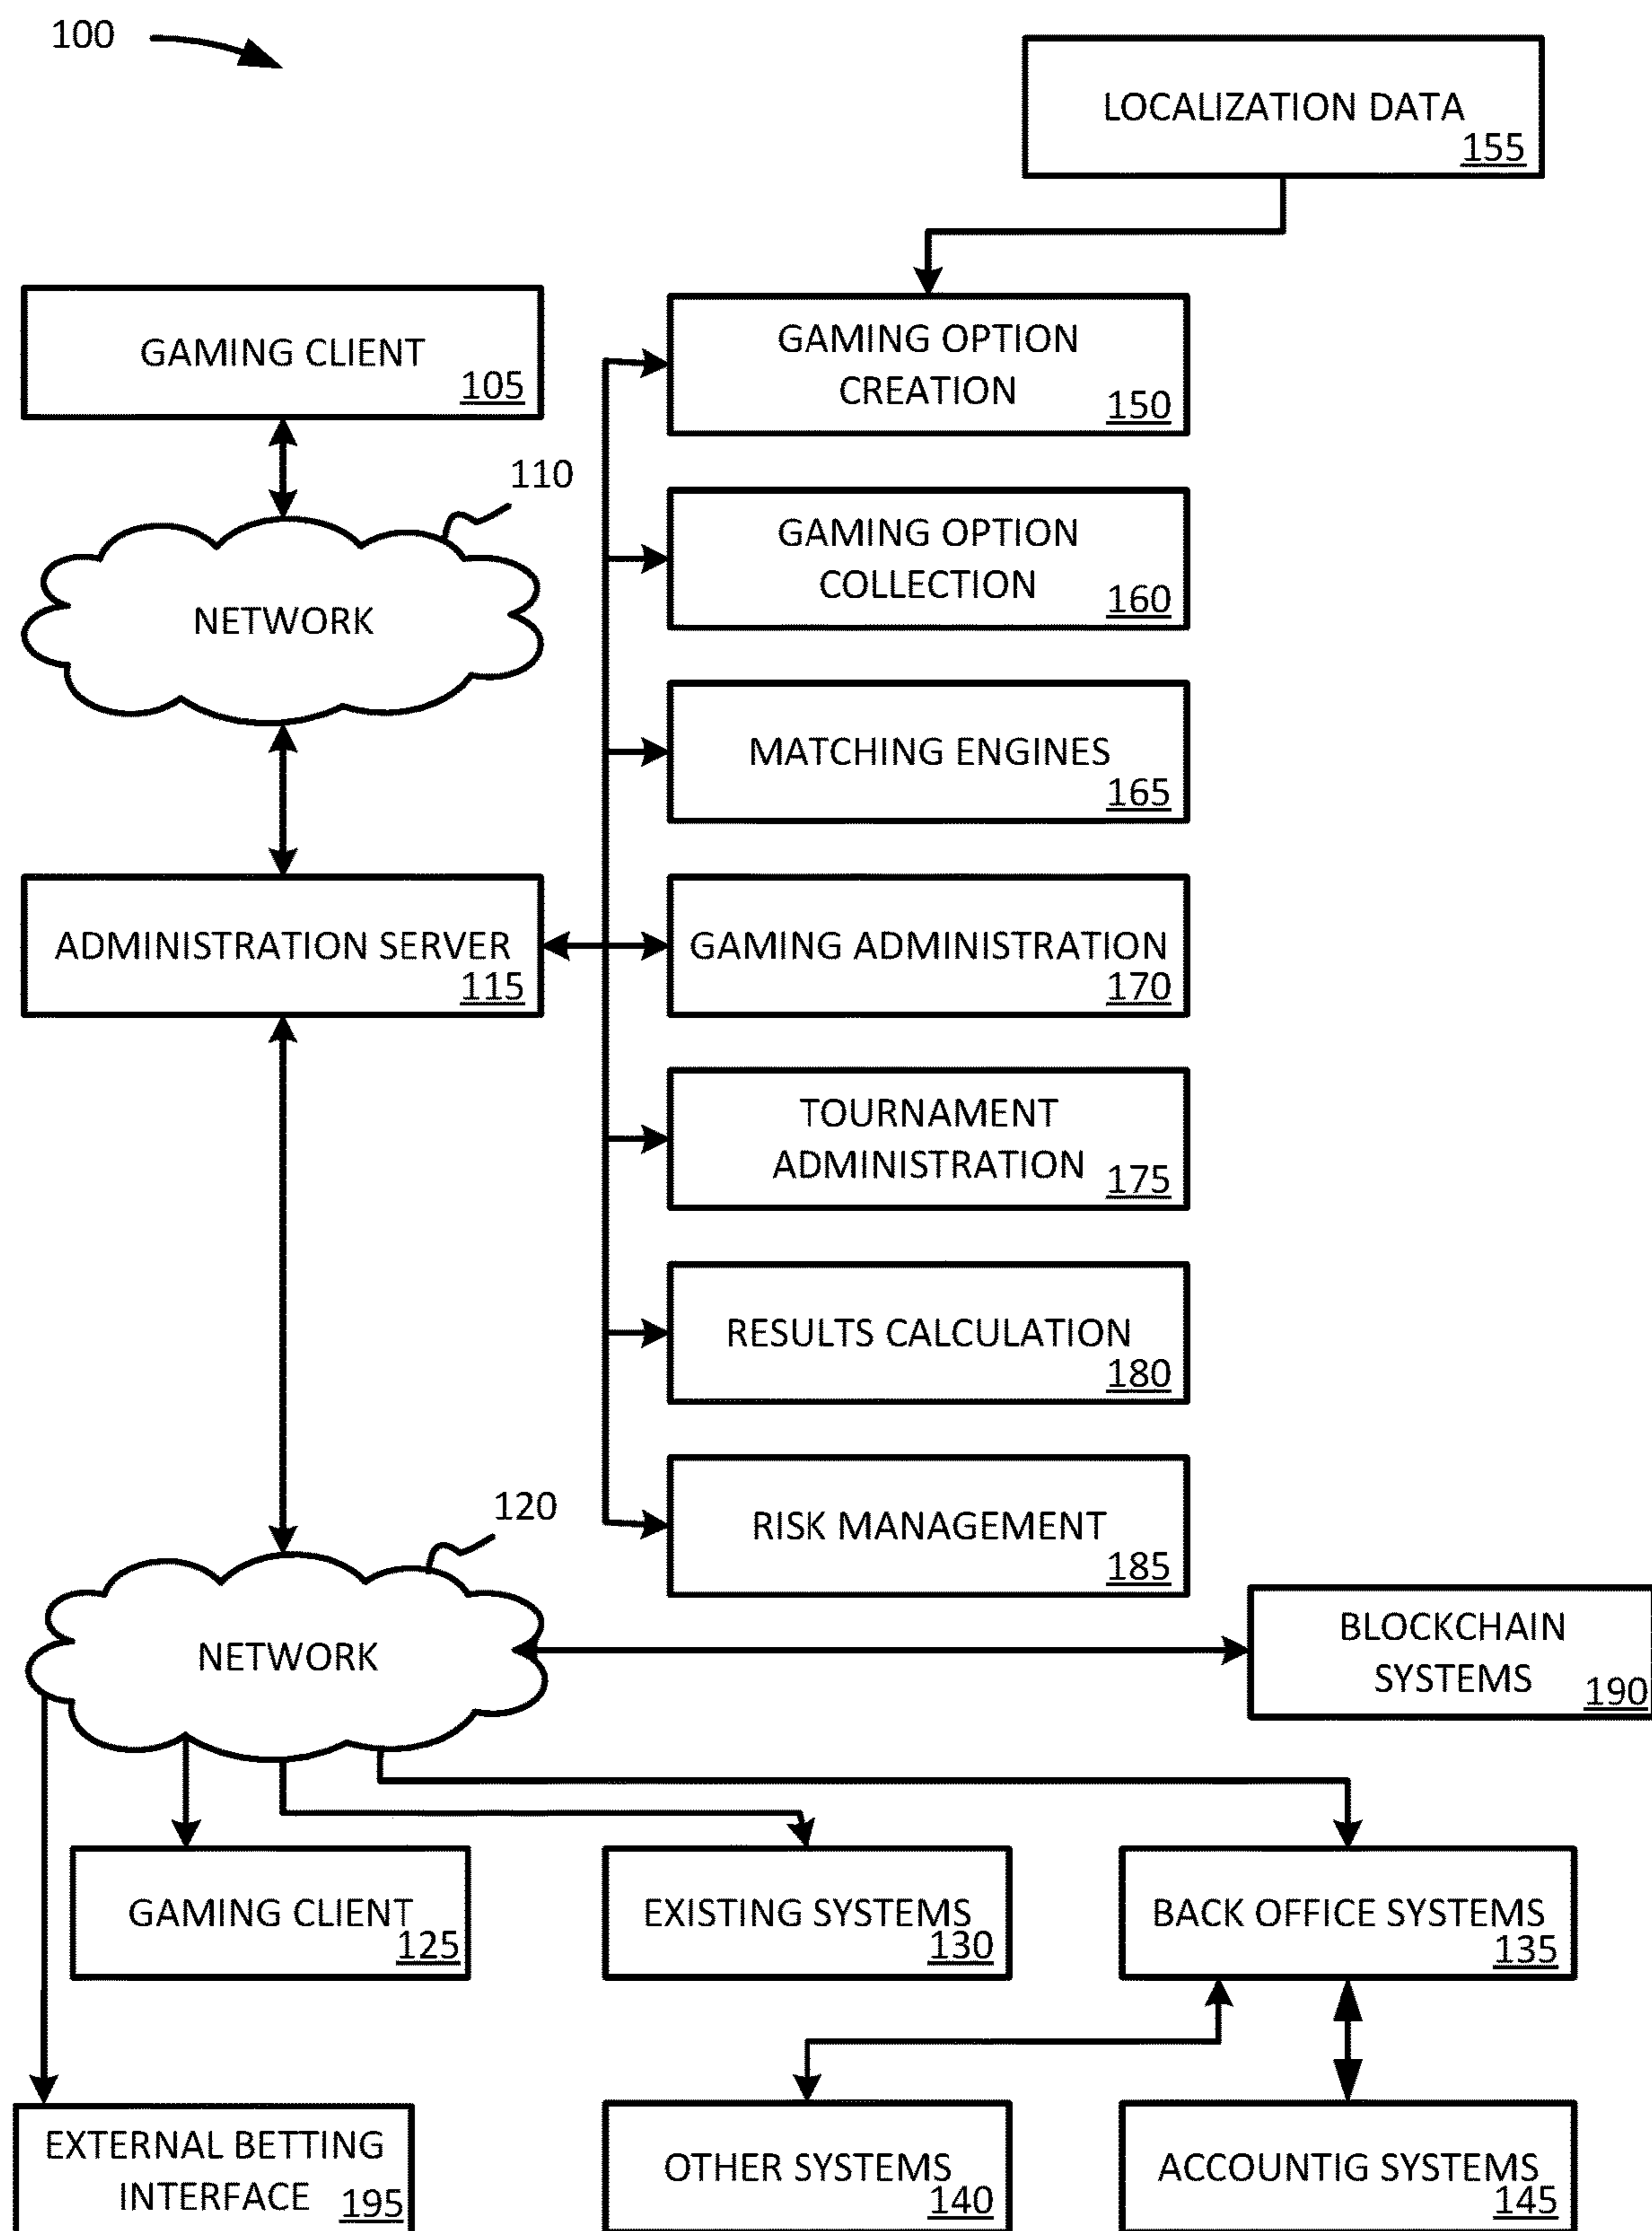 100
LOCALIZATION DATA
155
GAMING CLIENT
105
GAMING OPTION
CREATION
150
110
NETWORK
GAMING OPTION
COLLECTION
160
MATCHING ENGINES
165
ADMINISTRATION SERVER
115
GAMING ADMINISTRATION
170
TOURNAMENT
ADMINISTRATION
175
RESULTS CALCULATION
180
RISK MANAGEMENT
185
120
NETWORK
BLOCKCHAIN
SYSTEMS
190
GAMING CLIENT
125
EXISTING SYSTEMS
130
BACK OFFICE SYSTEMS
135
EXTERNAL BETTING
INTERFACE
195
OTHER SYSTEMS
140
ACCOUNTIG SYSTEMS
145